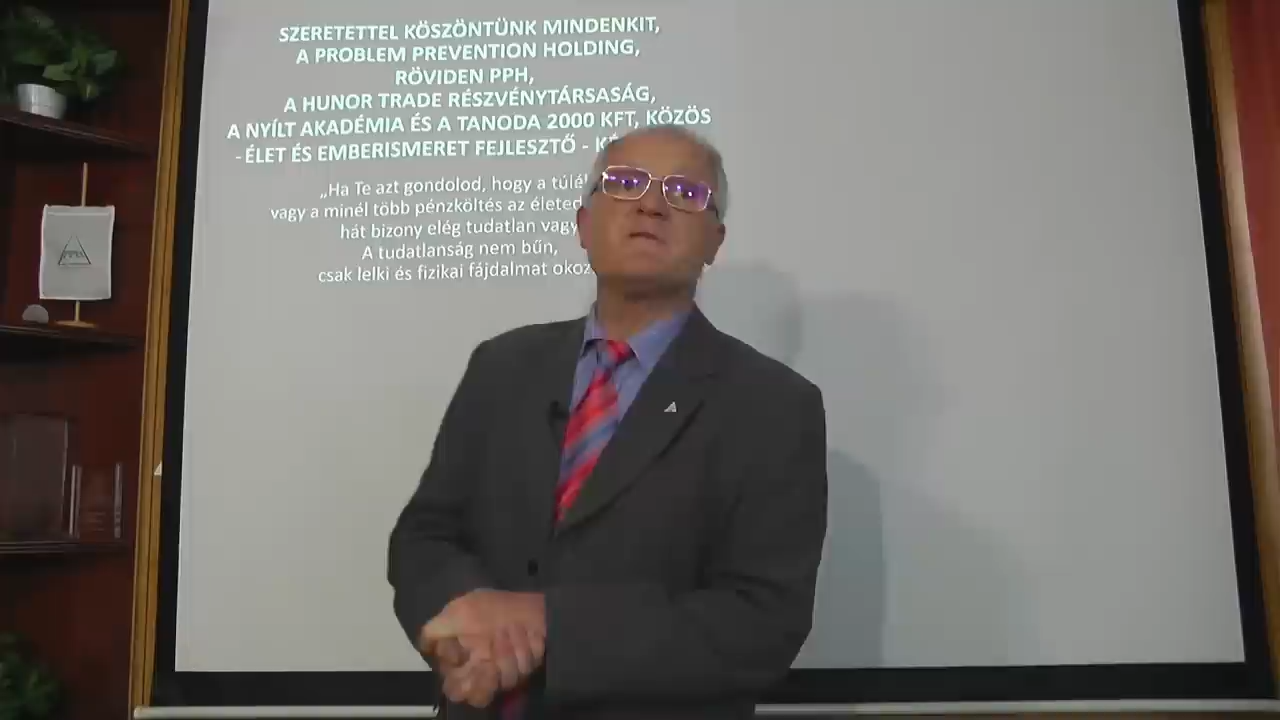 SZERETETTEL KÖSZÖNTÜNK MINDENKIT,
A PROBLEM PREVENTION HOLDING,
RÖVIDEN PPH,
A HUNOR TRADE RÉSZVÉNYTÁRSASÁG,
A NYÍLT AKADÉMIA ÉS A TANODA 2000 KFT, KÖZÖS
- ÉLET ÉS EMBERISMERET FEJLESZTŐ -
„Ha Te azt gondolod, hogy a
vagy a minél több pénzköltés az
hát bizony elég tudatlan vagy
A tudatlanság nem bűn,
csak lelki és fizikai fájdalmat okoz